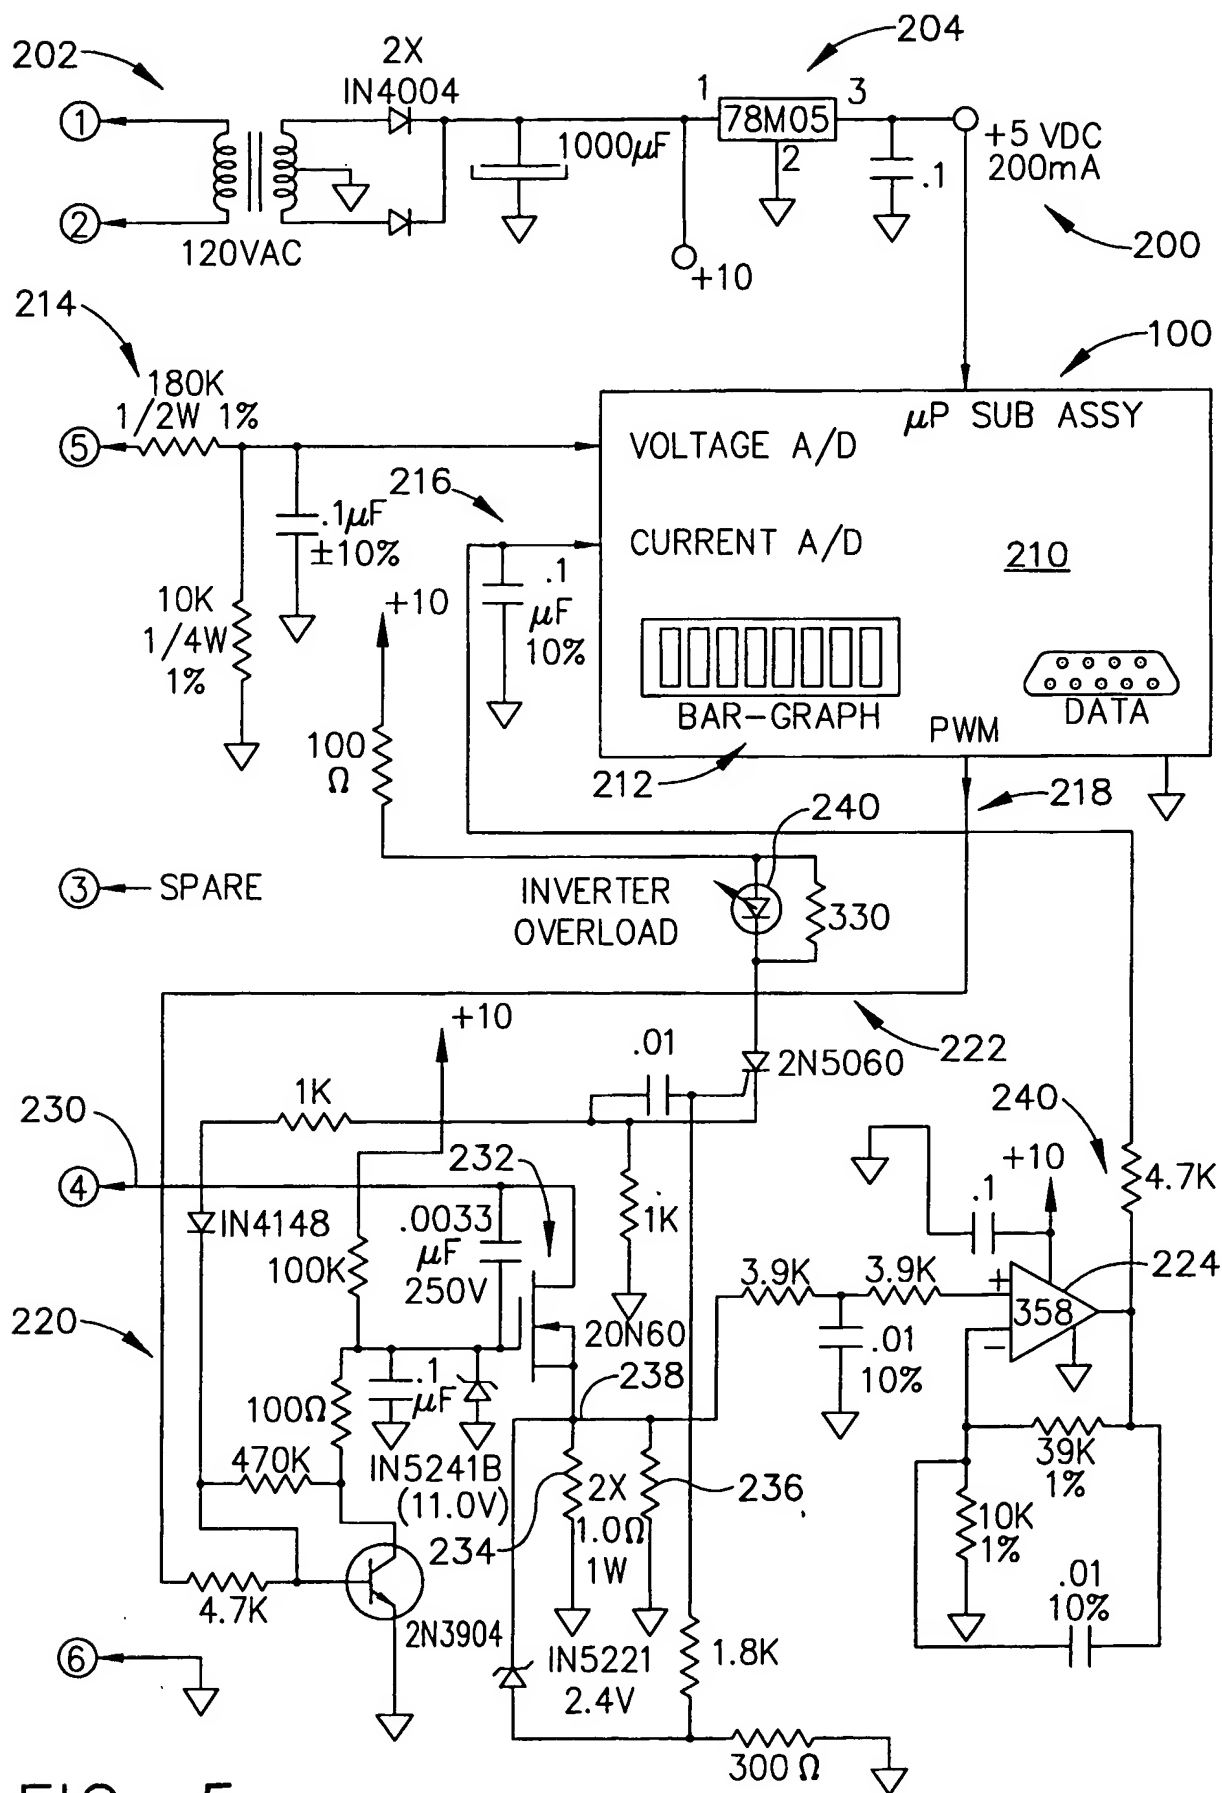 202
2X
IN4004
204
1
1
78M05
3
2
+5 VDC
200mA
1000μF
.1
2
120VAC
+10
200
214
100
180K
1/2W 1%
μP SUB ASSY
5
VOLTAGE A/D
216
.1μF
±10%
CURRENT A/D
210
.1
μF
10%
+10
10K
1/4W
1%
BAR-GRAPH
DATA
PWM
100
Ω
212
218
240
3
SPARE
INVERTER
OVERLOAD
330
+10
222
.01
2N5060
1K
230
232
240
+10
4
4.7K
IN4148
.0033
μF
250V
1K
.1
100K
3.9K
3.9K
224
+
358
−
220
20N60
.01
10%
238
.1
μF
100Ω
39K
1%
470K
IN5241B
(11.0V)
2X
1.0Ω
1W
236
234
10K
1%
4.7K
2N3904
.01
10%
6
IN5221
2.4V
1.8K
300Ω